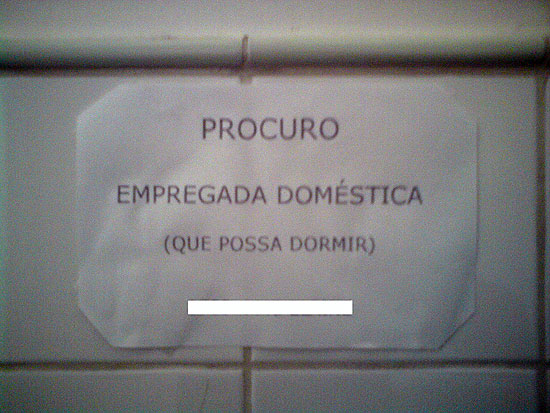 PROCURO
EMPREGADA DOMÉSTICA
(QUE POSSA DORMIR)